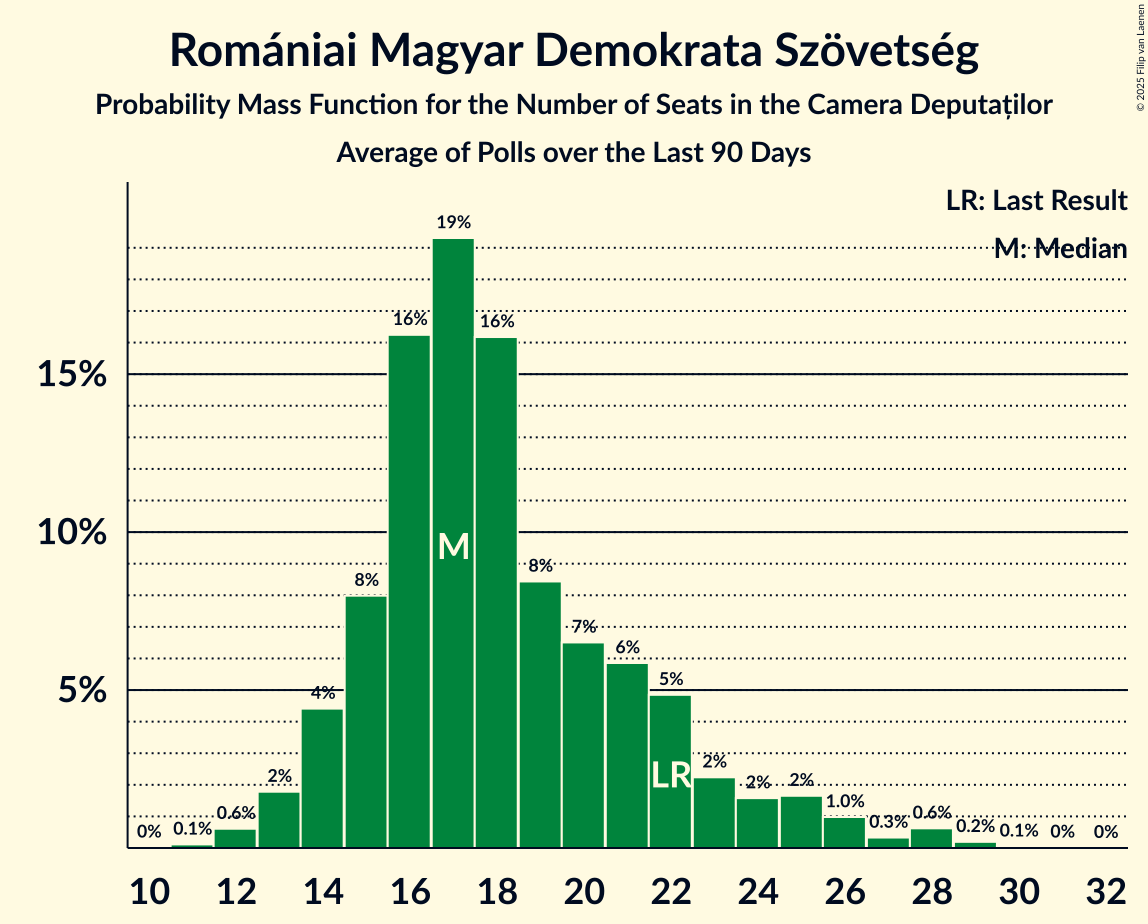 Romániai Magyar Demokrata Szövetség
Probability Mass Function for the Number of Seats in the Camera Deputaților
Average of Polls over the Last 90 Days
© 2025 Filip van Laenen
LR: Last Result
M: Median
19%
16%
16%
15%
10%
M
8%
8%
7%
6%
5%
5%
4%
LR
2%
2%
2%
2%
1.0%
0.6%
0.6%
0.3%
0.2%
0.1%
0.1%
0%
0%
0%
10 12 14 16 18 20 22 24 26 28 30 32